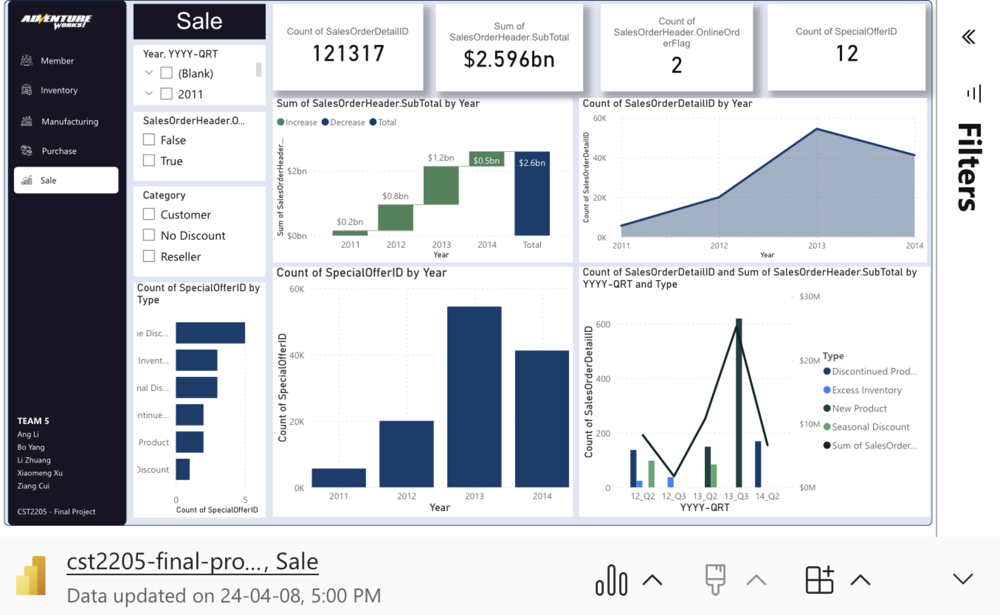 ADVENTURE
WORKS!
Member
Inventory
Manufacturing
Purchase
Sale
TEAM 5
Ang Li
Bo Yang
Li Zhuang
Xiaomeng Xu
Ziang Cui
CST2205 - Final Project
Sale
Year, YYYY-QRT
(Blank)
2011
SalesOrderHeader.O...
False
True
Category
Customer
No Discount
Reseller
Count of SpecialOfferID by
Type
ne Disc...
Invent...
nal Dis...
ntinue...
Product
Discount
0 5
Count of SpecialOfferID
Count of SalesOrderDetailID
121317
Sum of
SalesOrderHeader.SubTotal
$2.596bn
Count of
SalesOrderHeader.OnlineOrd
erFlag
2
Count of SpecialOfferID
12
Sum of SalesOrderHeader.SubTotal by Year
Increase Decrease Total
Sum of SalesOrderHeader....
$2bn
$0bn
$0.2bn
$0.8bn
$1.2bn
$0.5bn
$2.6bn
2011 2012 2013 2014 Total
Year
Count of SalesOrderDetailID by Year
Count of SalesOrderDetailID
60K
40K
20K
0K
2011 2012 2013 2014
Year
Count of SpecialOfferID by Year
Count of SpecialOfferID
60K
40K
20K
0K
2011 2012 2013 2014
Year
Count of SalesOrderDetailID and Sum of SalesOrderHeader.SubTotal by
YYYY-QRT and Type
Count of SalesOrderDetailID
600
400
200
0
$30M
$20M
$10M
$0M
12_Q2 12_Q3 13_Q2 13_Q3 14_Q2
YYYY-QRT
Type
Discontinued Prod...
Excess Inventory
New Product
Seasonal Discount
Sum of SalesOrder...
Filters
cst2205-final-pro..., Sale
Data updated on 24-04-08, 5:00 PM